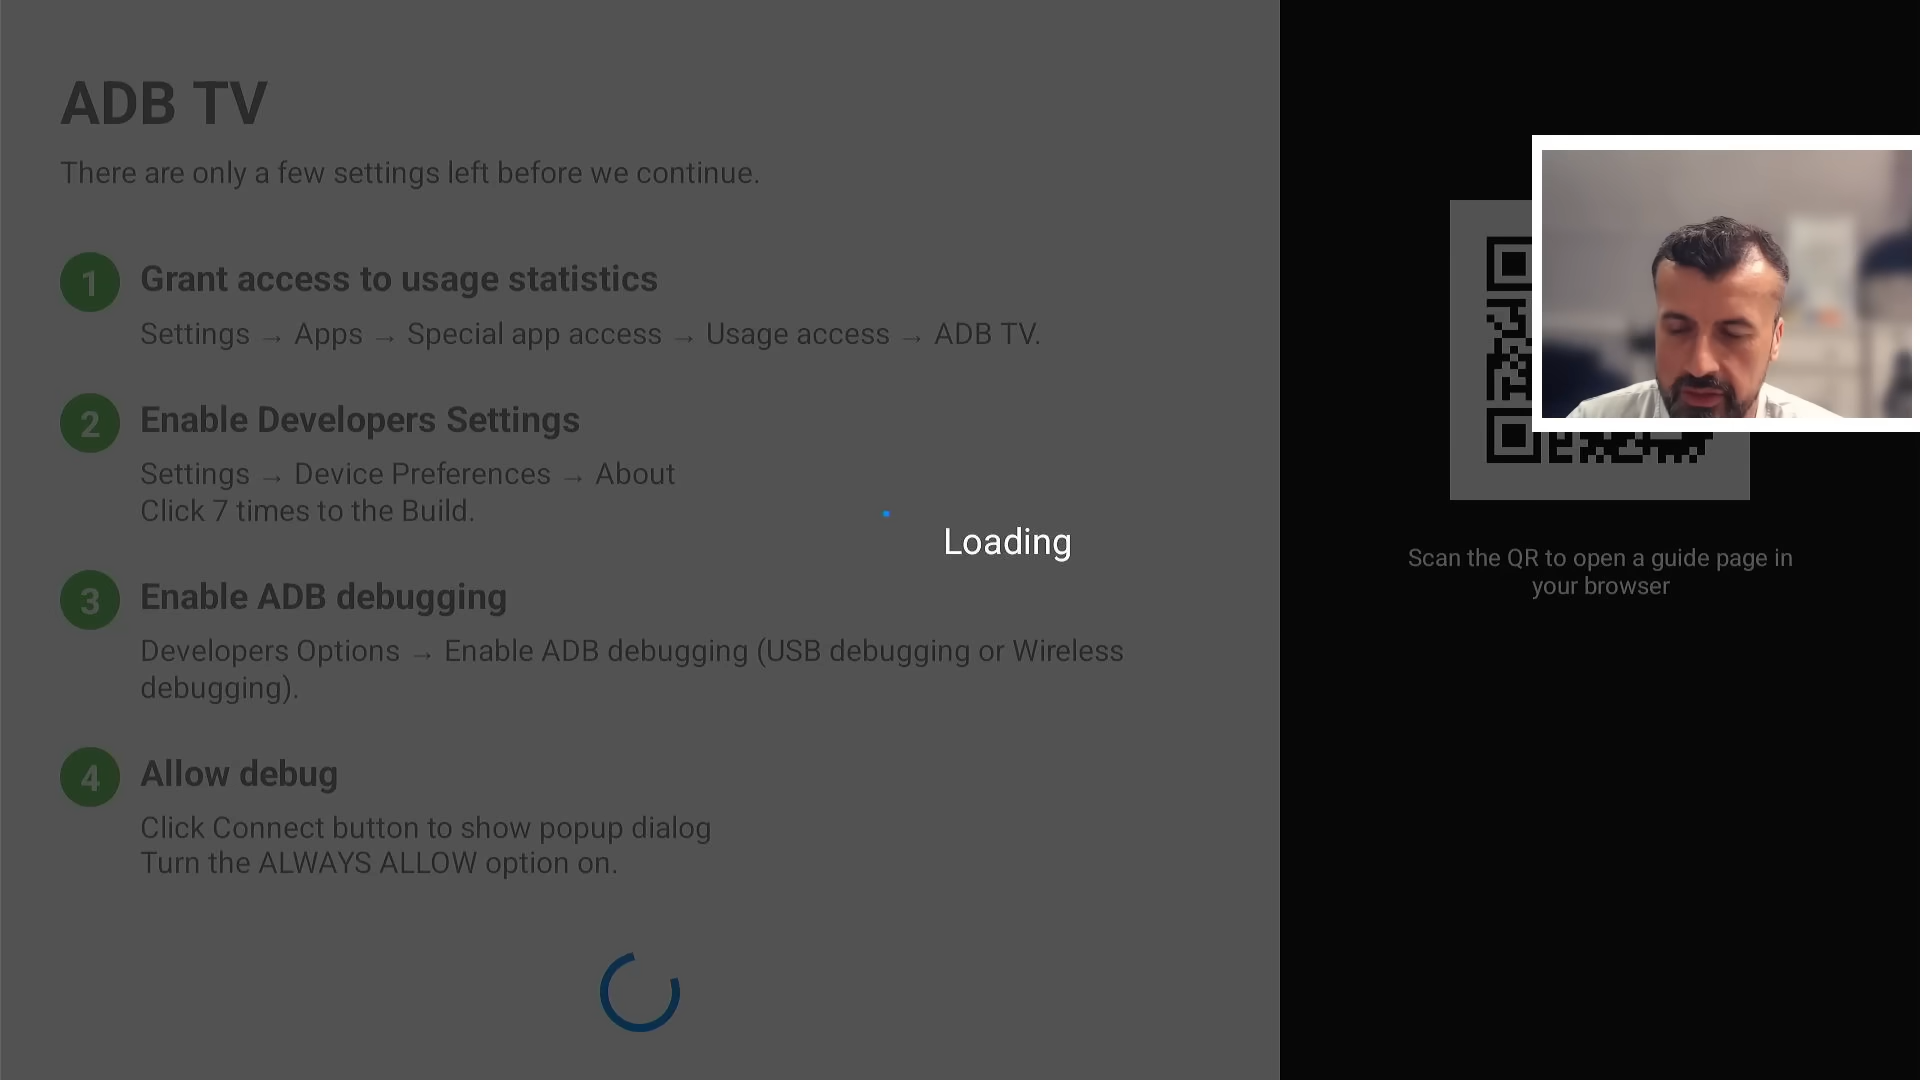 ADB TV
There are only a few settings left before we continue.
1
Grant access to usage statistics
Settings → Apps → Special app access → Usage access → ADB TV.
2
Enable Developers Settings
Settings → Device Preferences → About
Click 7 times to the Build.
3
Enable ADB debugging
Developers Options → Enable ADB debugging (USB debugging or Wireless
debugging).
4
Allow debug
Click Connect button to show popup dialog
Turn the ALWAYS ALLOW option on.
Loading
Scan the QR to open a guide page in
your browser